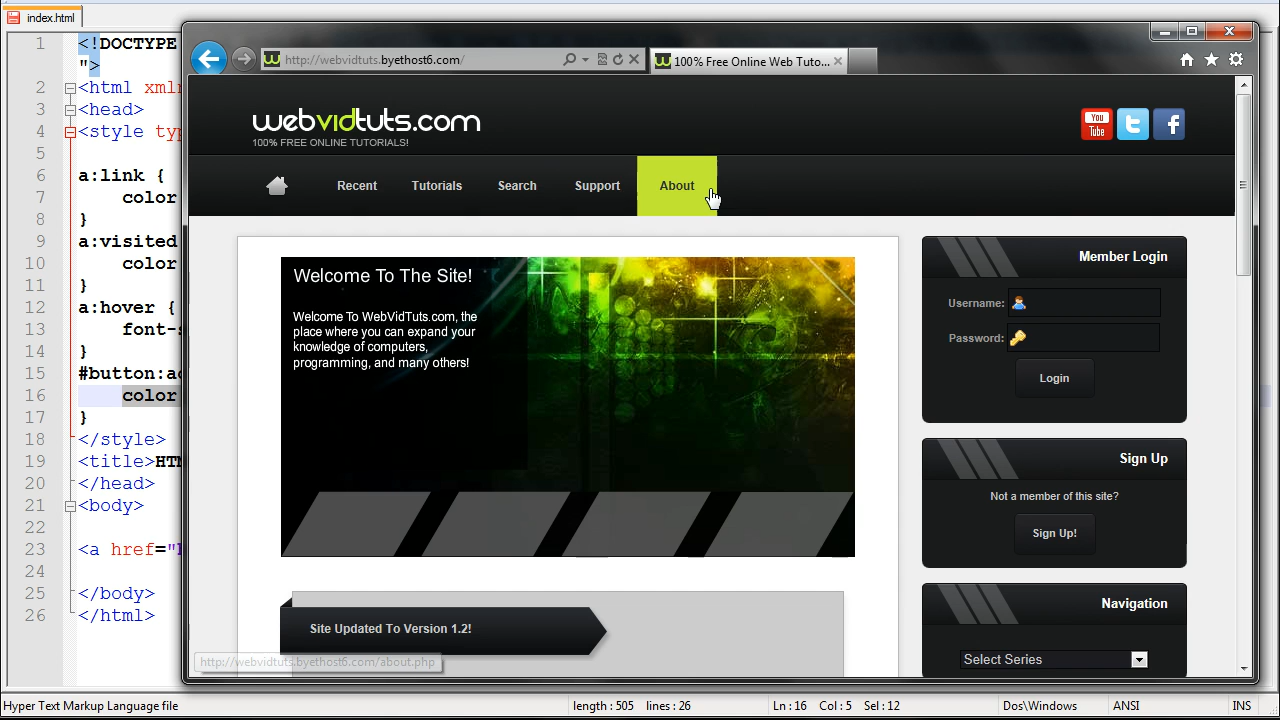 index.html
1 <!DOCTYPE
">
2 <html xmlr
3 <head>
4 <style typ
5
6 a:link {
7 color
8 }
9 a:visited
10 color
11 }
12 a:hover {
13 font-s
14 }
15 #button:ac
16 color
17 }
18 </style>
19 <title>HTM
20 </head>
21 <body>
22
23 <a href="h
24
25 </body>
26 </html>
http://webvidtuts.byethost6.com/
100% Free Online Web Tuto...
webvidtuts.com
100% FREE ONLINE TUTORIALS!
You
Tube
Recent Tutorials Search Support About
Welcome To The Site!
Welcome To WebVidTuts.com, the
place where you can expand your
knowledge of computers,
programming, and many others!
Member Login
Username:
Password:
Login
Sign Up
Not a member of this site?
Sign Up!
Navigation
Select Series
Site Updated To Version 1.2!
http://webvidtuts.byethost6.com/about.php
Hyper Text Markup Language file length : 505 lines : 26 Ln : 16 Col : 5 Sel : 12 Dos\Windows ANSI INS